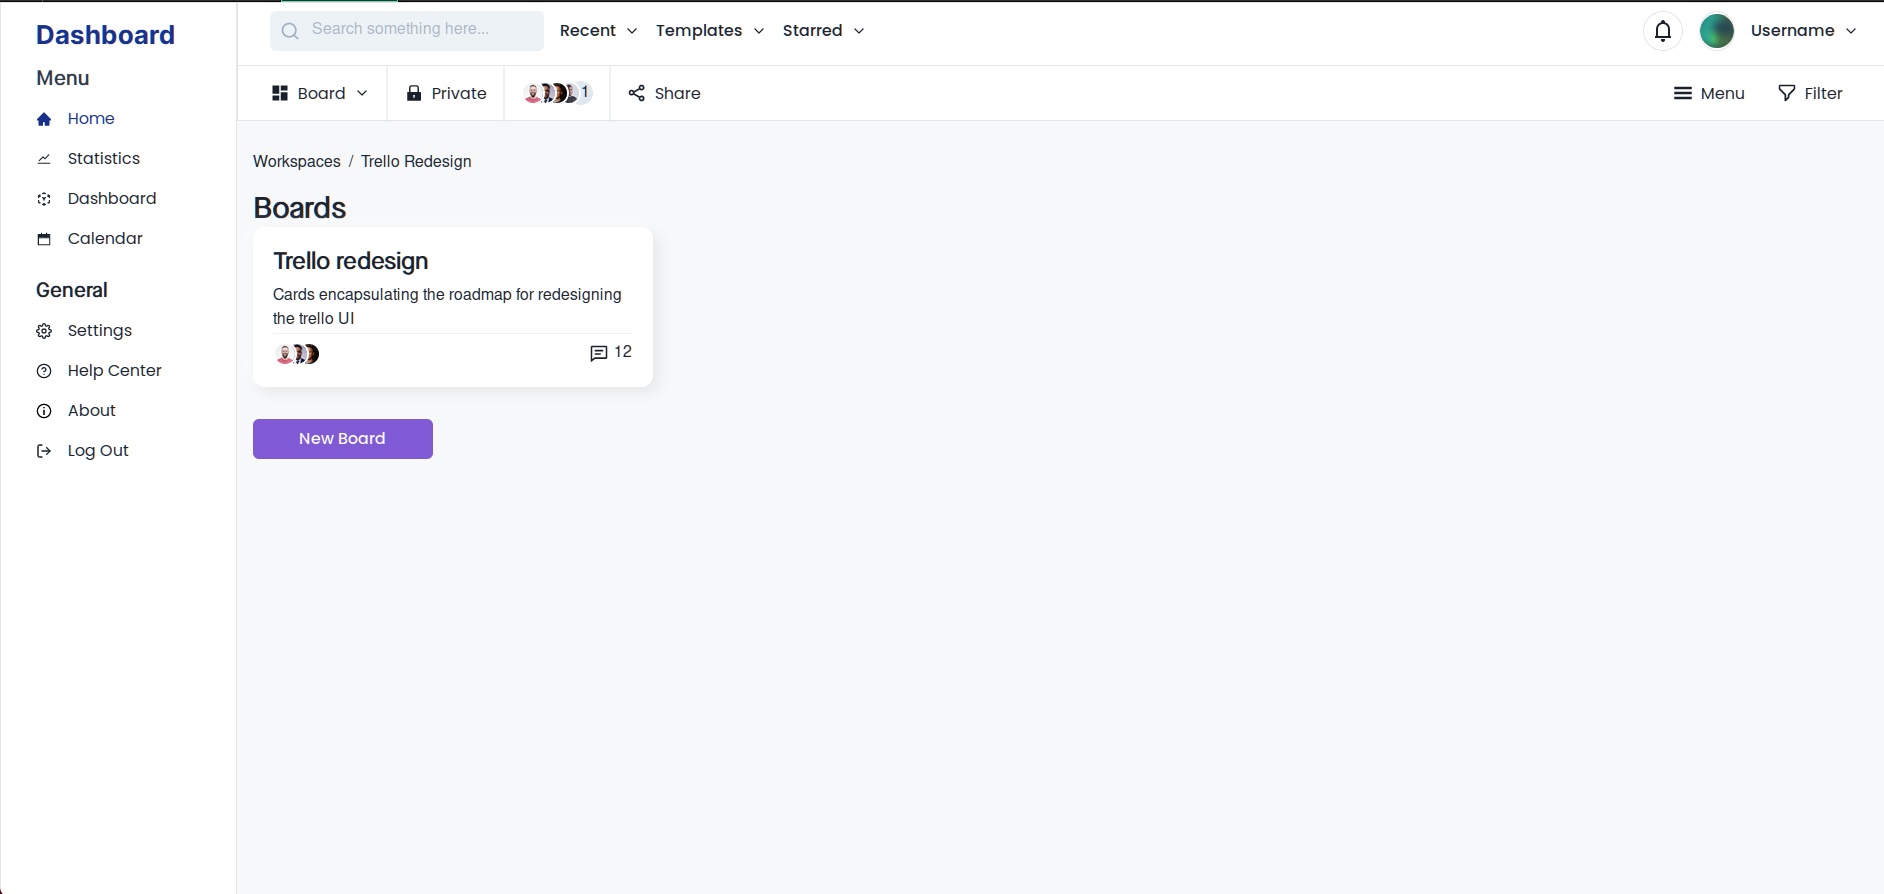 Dashboard
Menu
Home
Statistics
Dashboard
Calendar
General
Settings
Help Center
About
Log Out
Search something here...
Recent
Templates
Starred
Username
Board
Private
1
Share
Menu
Filter
Workspaces / Trello Redesign
Boards
Trello redesign
Cards encapsulating the roadmap for redesigning
the trello UI
12
New Board